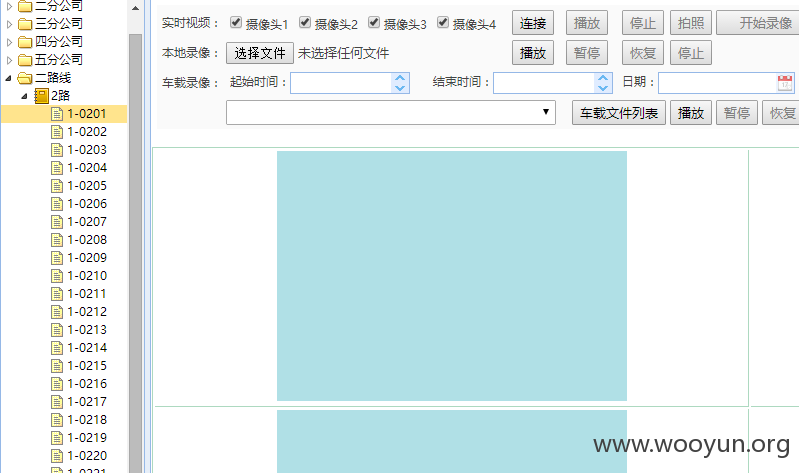 二分公司
三分公司
四分公司
五分公司
二路线
2路
1-0201
1-0202
1-0203
1-0204
1-0205
1-0206
1-0207
1-0208
1-0209
1-0210
1-0211
1-0212
1-0213
1-0214
1-0215
1-0216
1-0217
1-0218
1-0219
1-0220
实时视频： 摄像头1 摄像头2 摄像头3 摄像头4 连接 播放 停止 拍照 开始录像
本地录像： 选择文件 未选择任何文件 播放 暂停 恢复 停止
车载录像： 起始时间： 结束时间： 日期：
车载文件列表 播放 暂停 恢复
www.wooyun.org